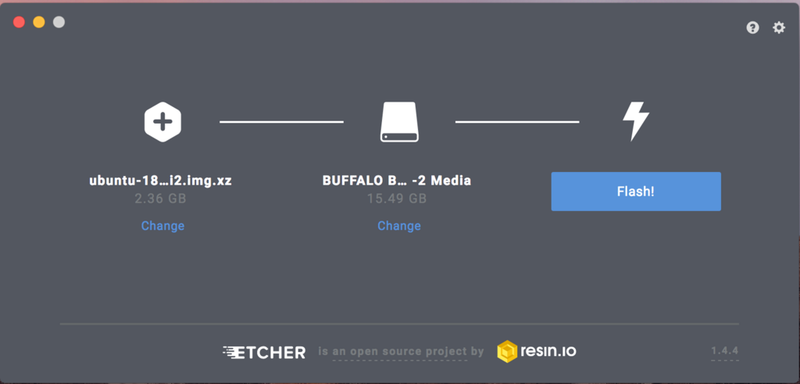 ubuntu-18...i2.img.xz
2.36 GB
Change
BUFFALO B... -2 Media
15.49 GB
Change
Flash!
ETCHER is an open source project by resin.io
1.4.4